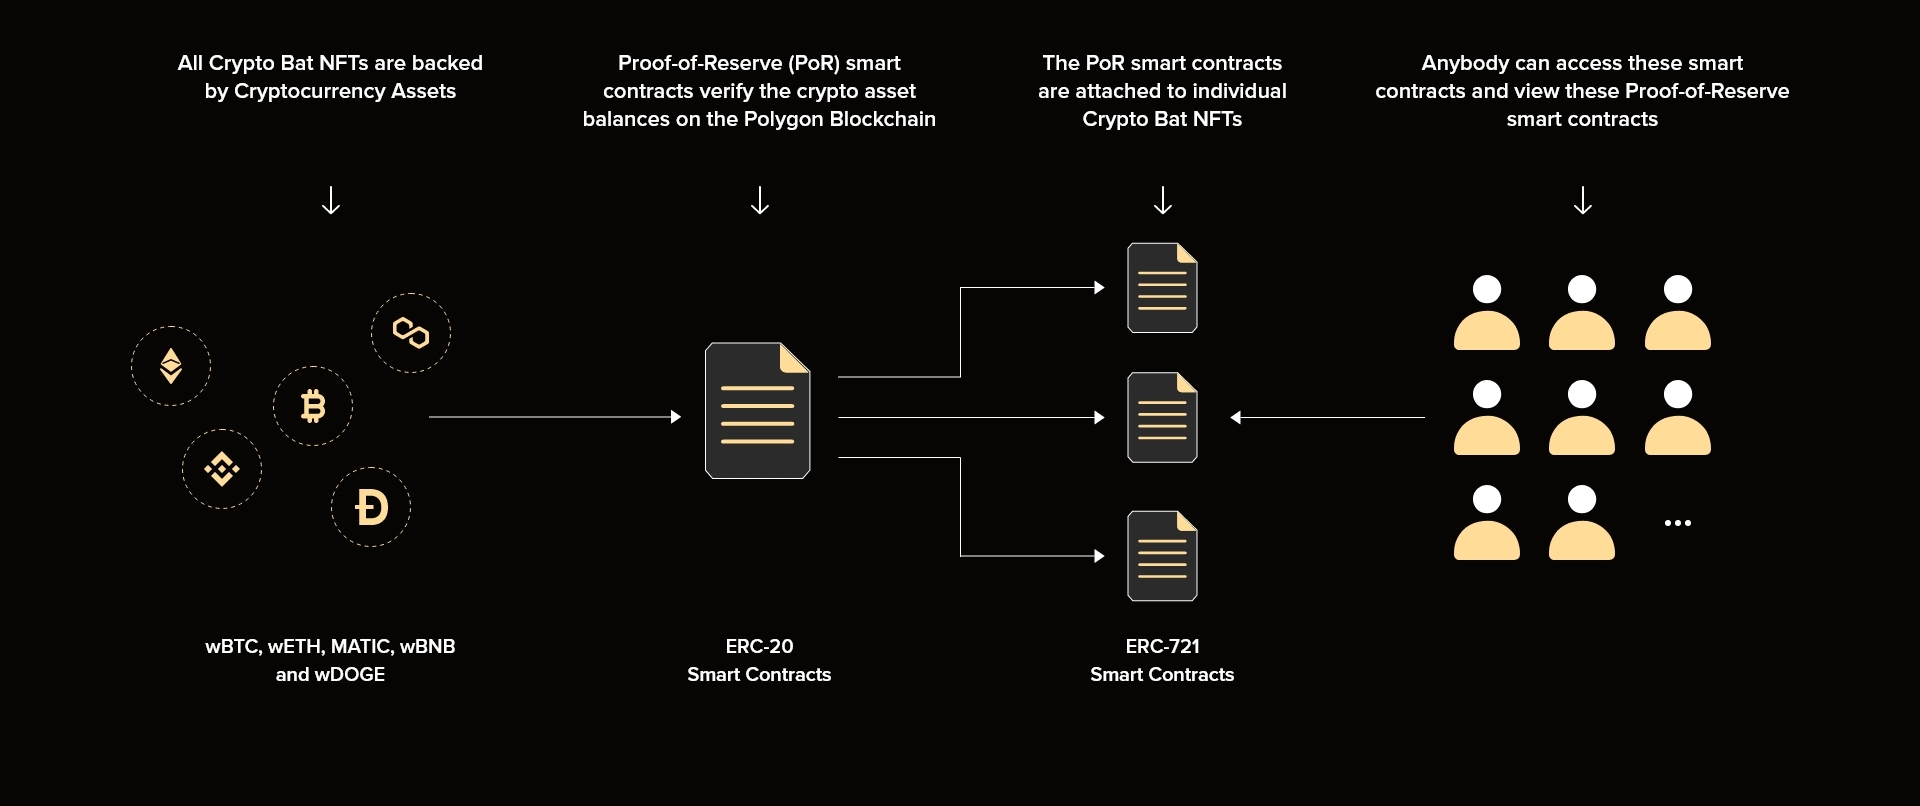 All Crypto Bat NFTs are backed
by Cryptocurrency Assets
Proof-of-Reserve (PoR) smart
contracts verify the crypto asset
balances on the Polygon Blockchain
The PoR smart contracts
are attached to individual
Crypto Bat NFTs
Anybody can access these smart
contracts and view these Proof-of-Reserve
smart contracts
wBTC, wETH, MATIC, wBNB
and wDOGE
ERC-20
Smart Contracts
ERC-721
Smart Contracts